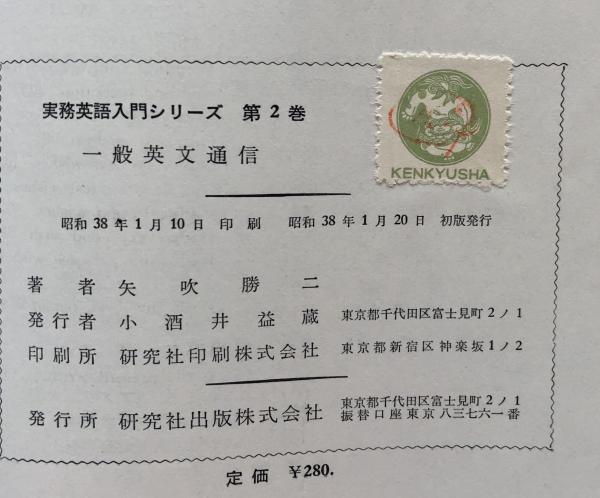 実務英語入門シリーズ 第2巻
KENKYUSHA
一般英文通信
昭和38年1月10日 印刷 昭和38年1月20日 初版発行
著者 矢吹勝二
発行者 小酒井益蔵 東京都千代田区富士見町2ノ1
印刷所 研究社印刷株式会社 東京都新宿区神楽坂1ノ2
発行所 研究社出版株式会社 東京都千代田区富士見町2ノ1
振替口座東京八三七六一番
定価 ¥280.